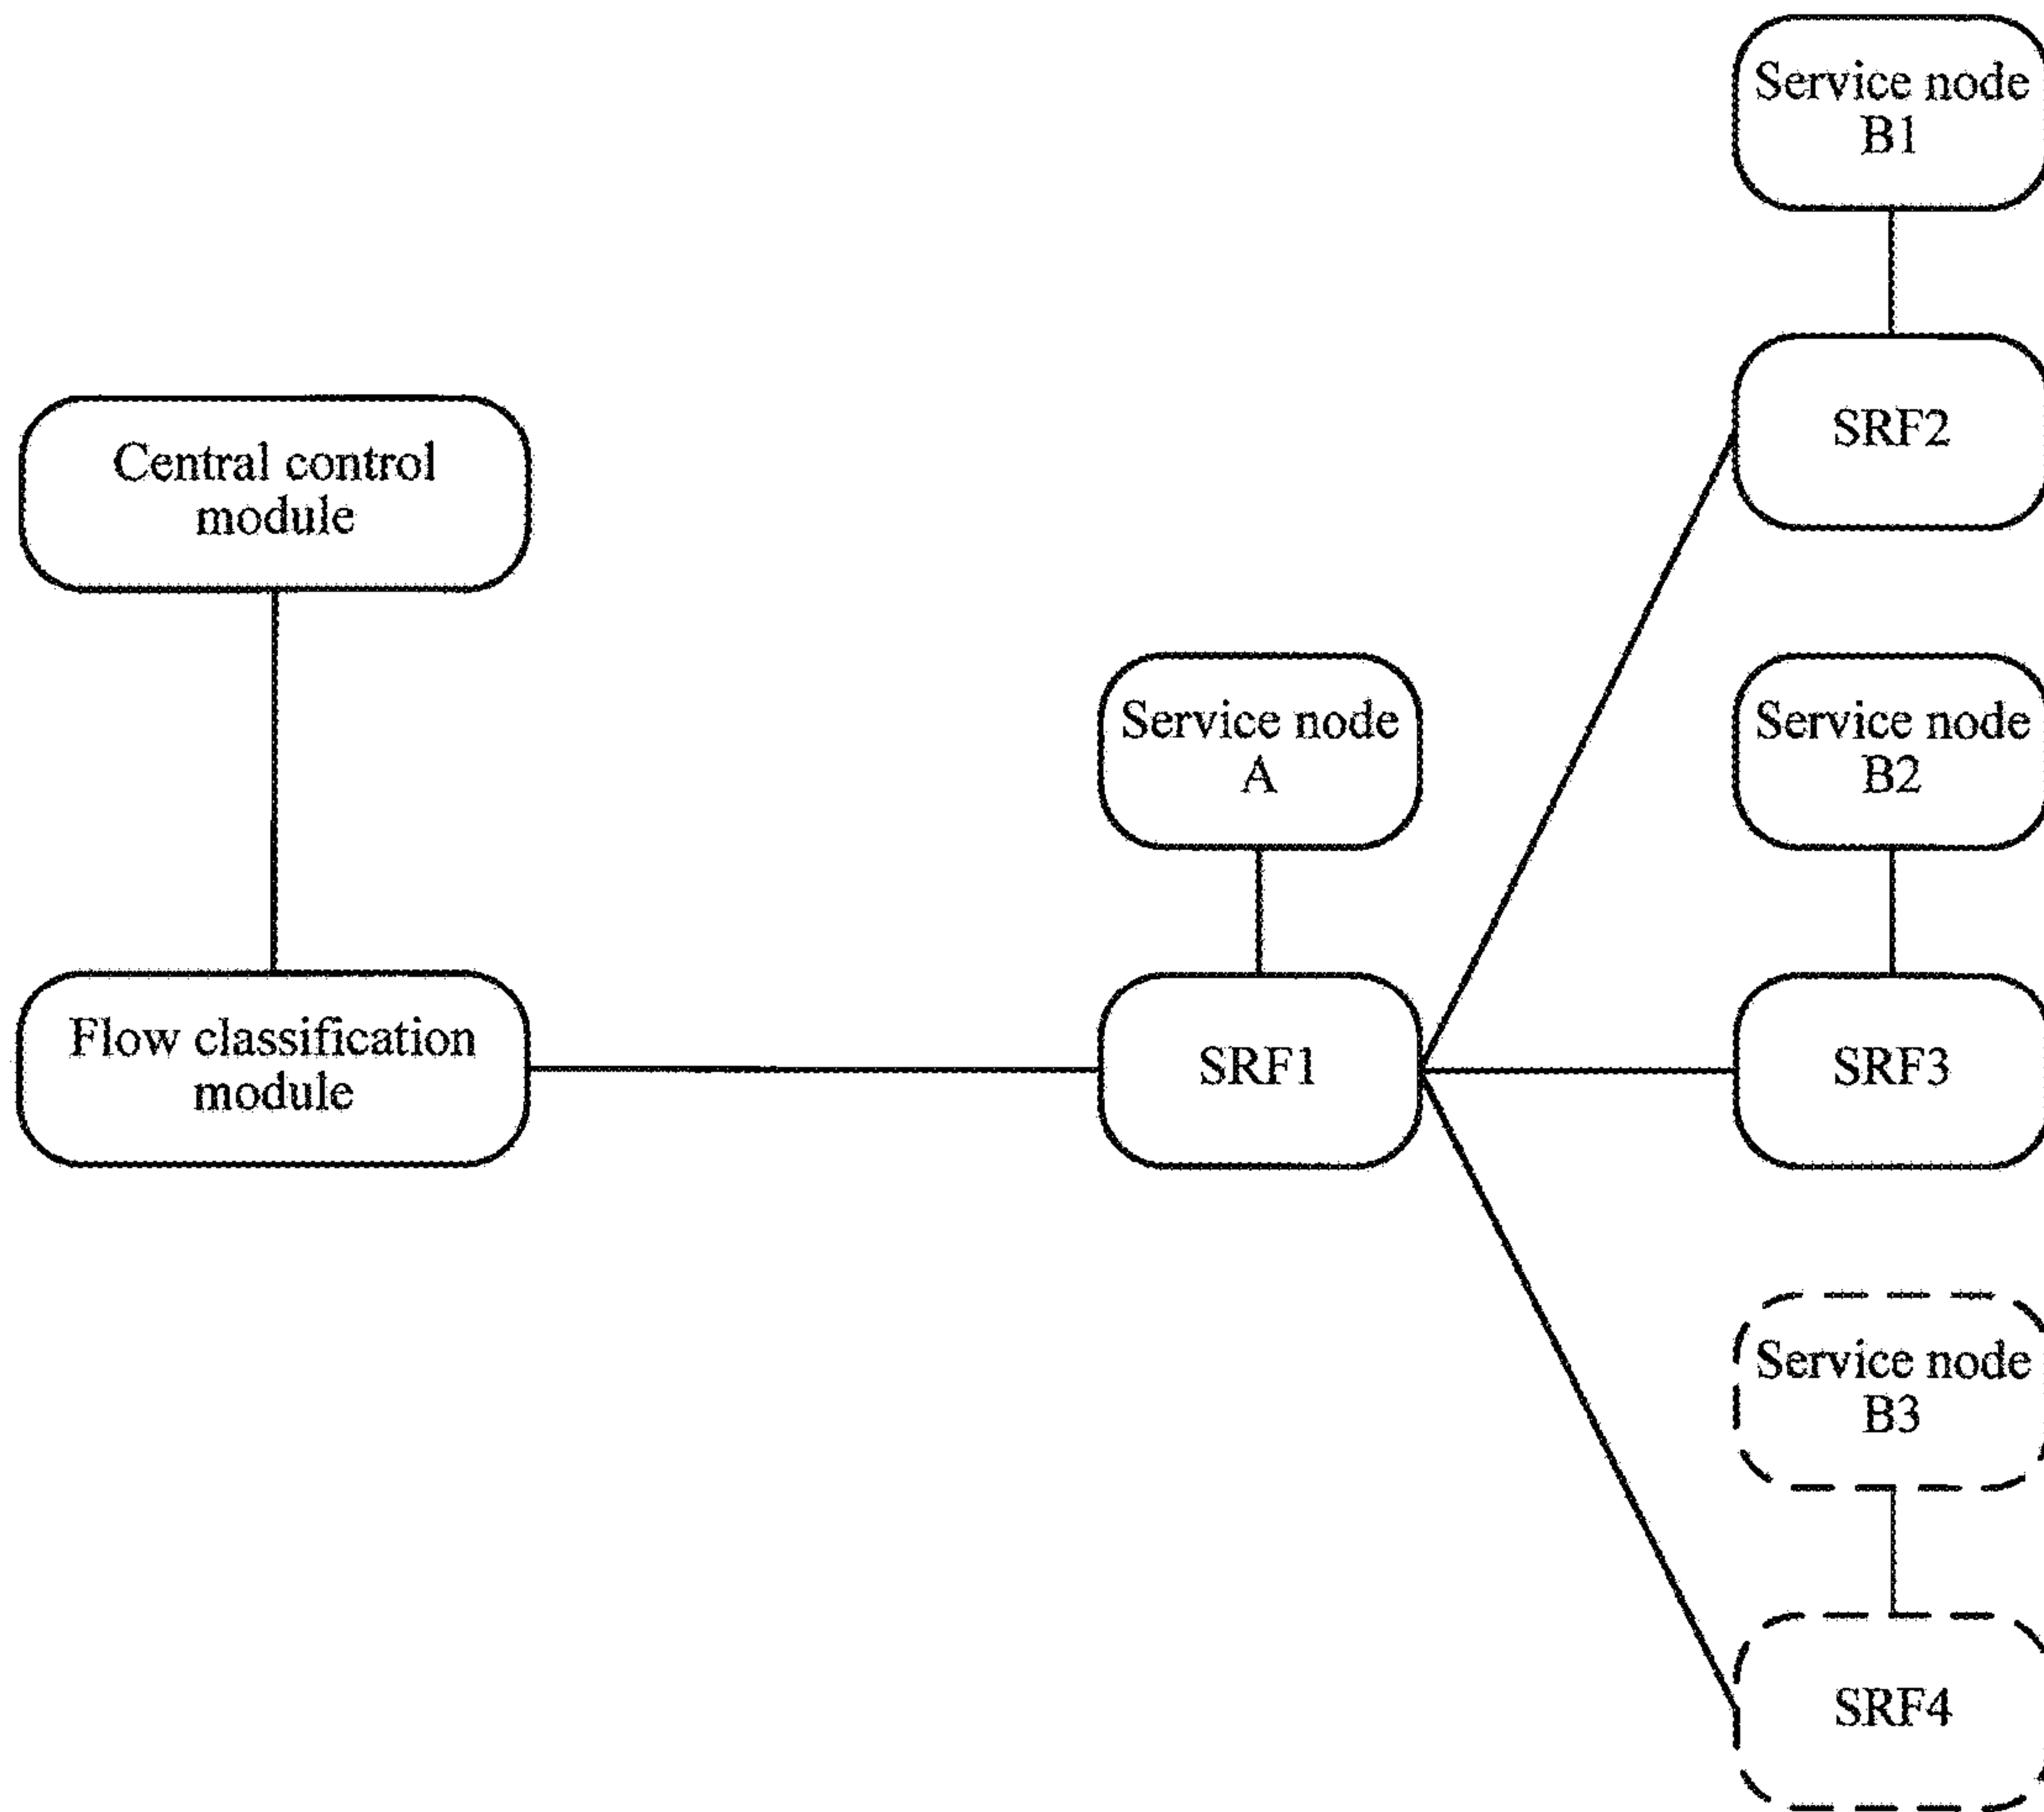 Service node
B1
SRF2
Central control
module
Service node
A
Service node
B2
Flow classification
module
SRF1
SRF3
Service node
B3
SRF4